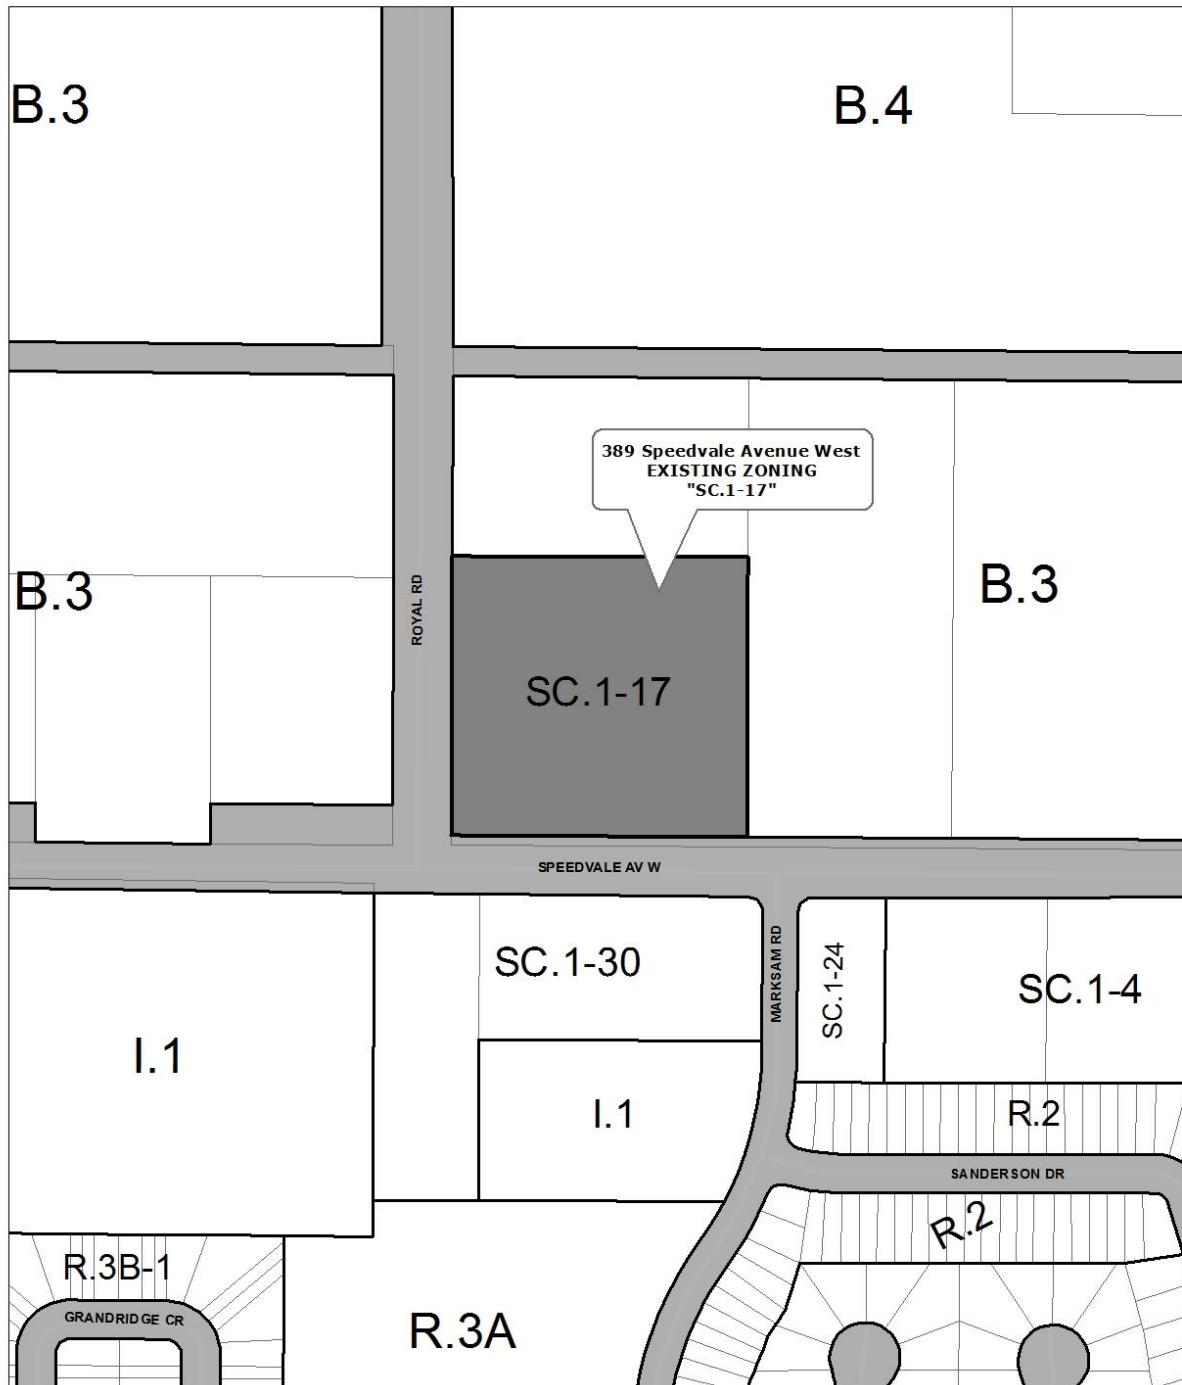 B.3
B.4
389 Speedvale Avenue West
EXISTING ZONING
"SC.1-17"
B.3
ROYAL RD
B.3
SC.1-17
SPEEDVALE AV W
SC.1-30
MARKSAM RD
SC.1-24
SC.1-4
I.1
I.1
R.2
SANDERSON DR
R.2
R.3B-1
GRANDRIDGE CR
R.3A